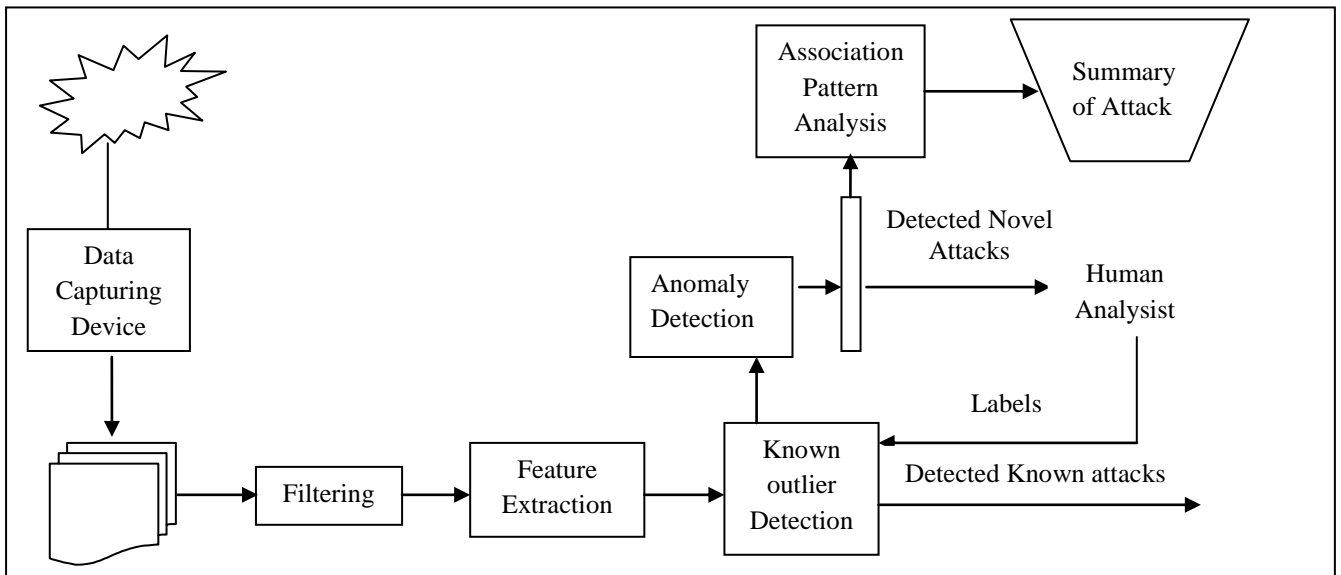 Association
Pattern
Analysis
Summary
of Attack
Data
Capturing
Device
Detected Novel
Attacks
Anomaly
Detection
Human
Analysist
Labels
Filtering
Feature
Extraction
Known
outlier
Detection
Detected Known attacks